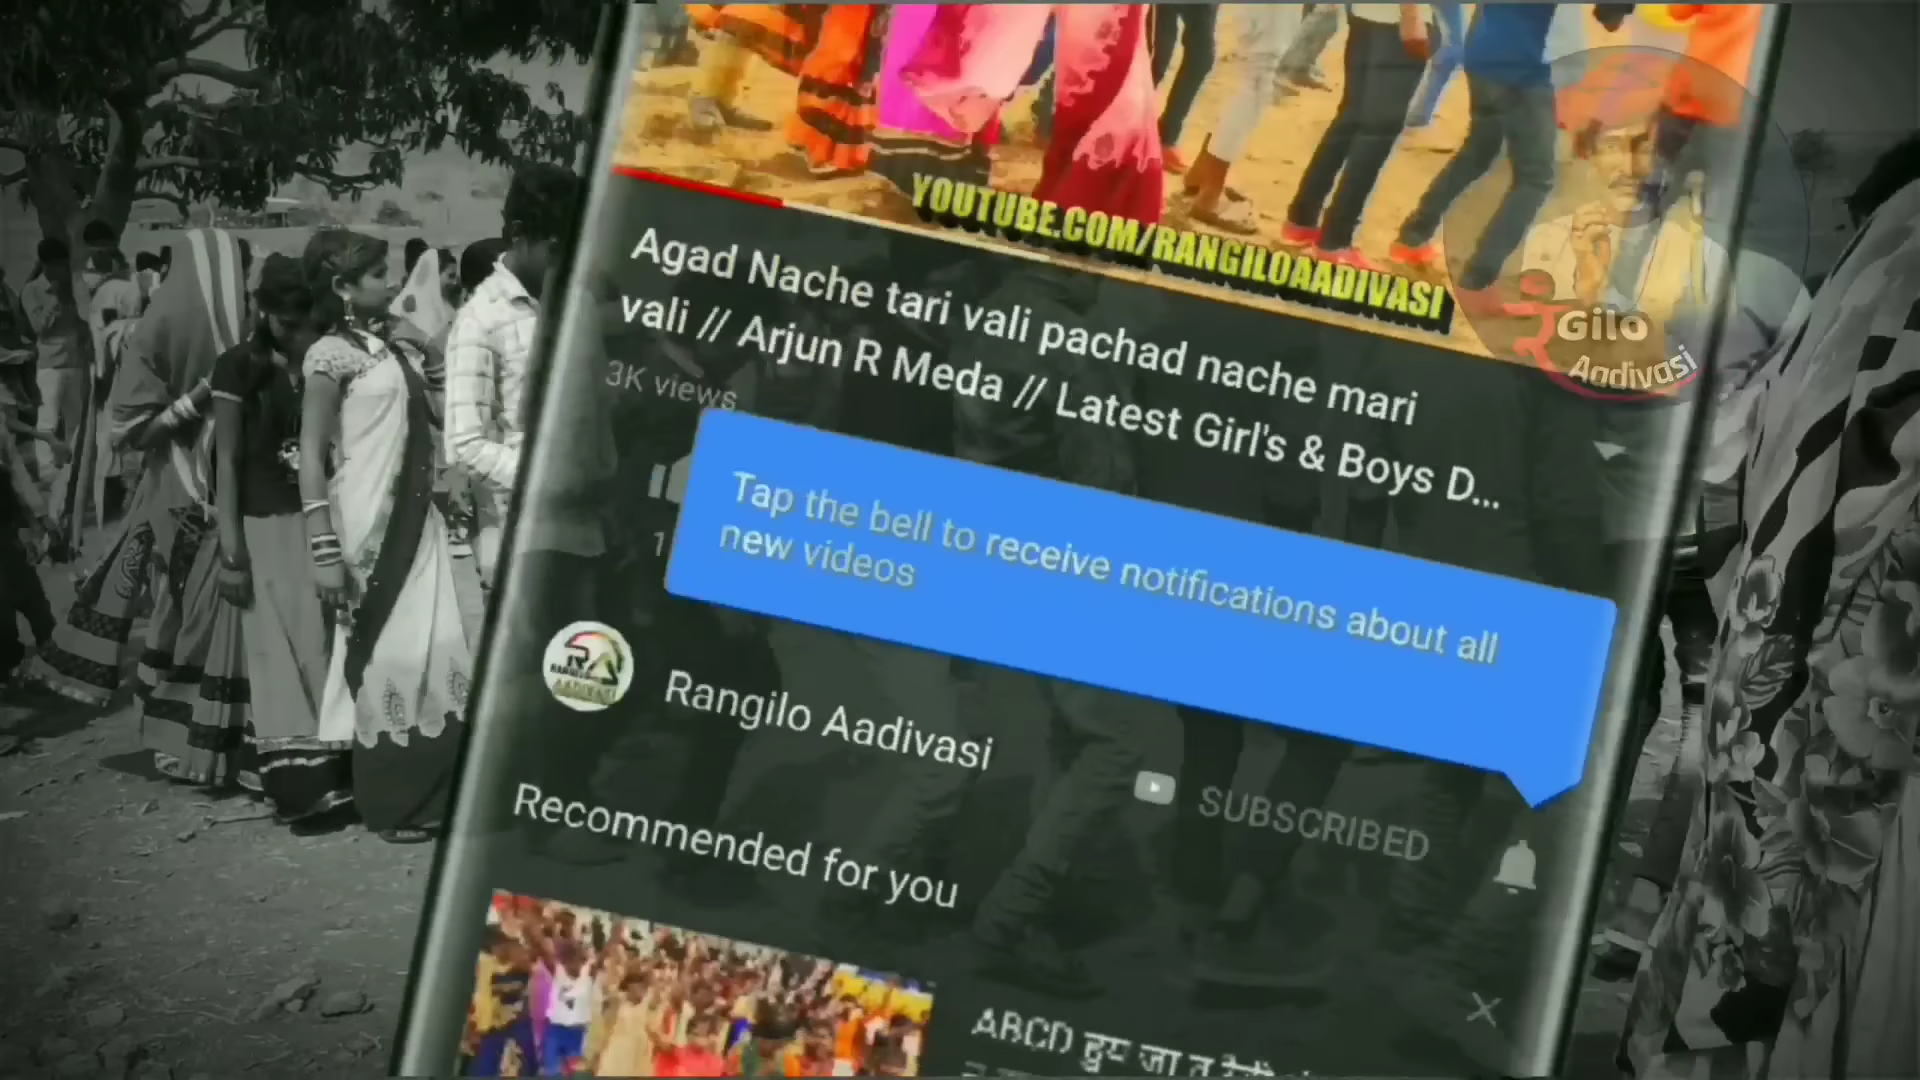 YOUTUBE.COM/RANGILOAADIVASI
Gilo
Aadivasi
Agad Nache tari vali pachad nache mari
vali // Arjun R Meda // Latest Girl's & Boys D...
3K views
Tap the bell to receive notifications about all
new videos
Rangilo Aadivasi
SUBSCRIBED
Recommended for you
ABCD